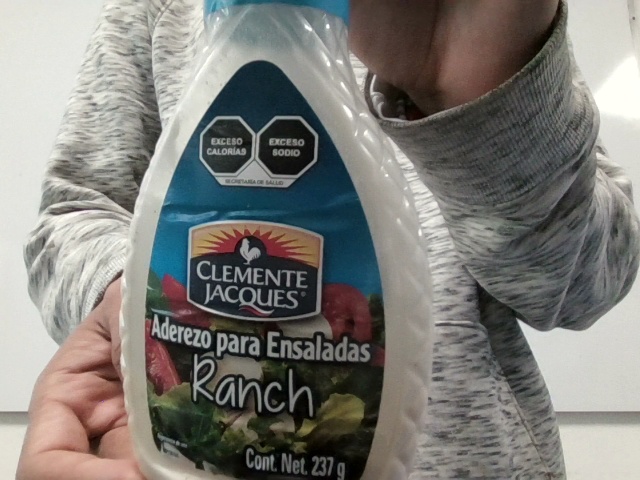 EXCESO
CALORÍAS
EXCESO
SODIO
SECRETARÍA DE SALUD
CLEMENTE
JACQUES®
Aderezo para Ensaladas
Ranch
Cont. Net. 237 g